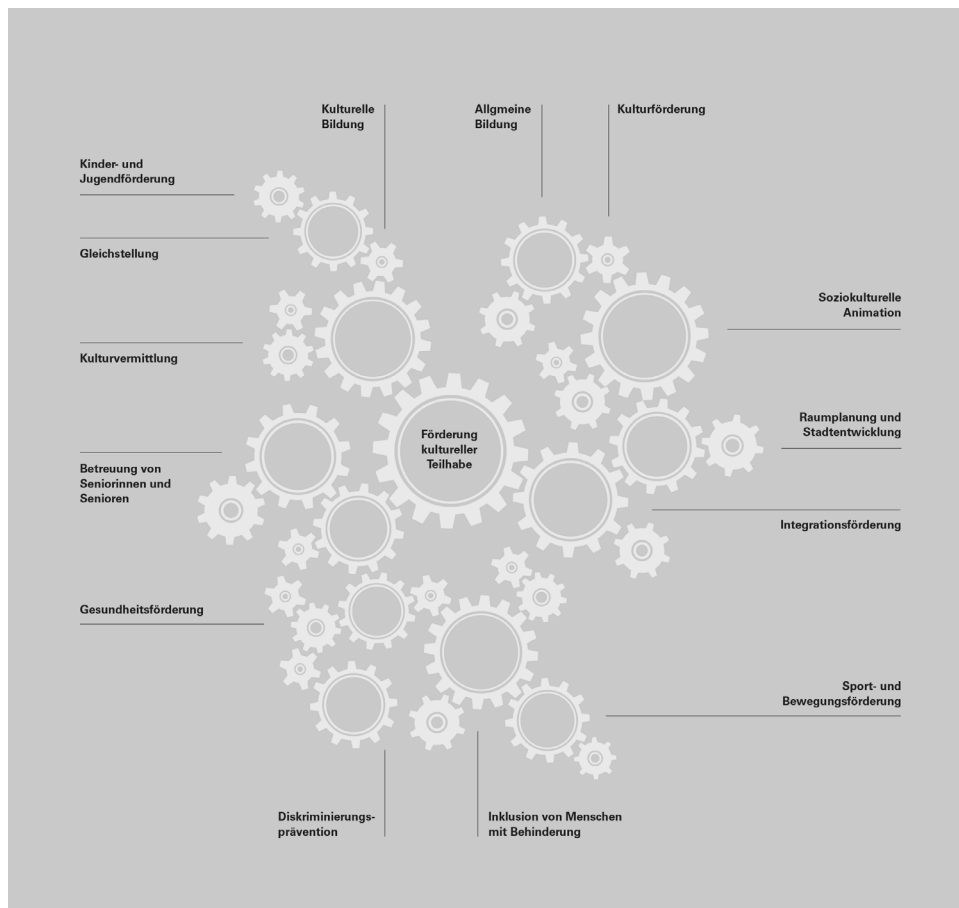 Kulturelle
Bildung
Allgmeine
Bildung
Kulturförderung
Kinder- und
Jugendförderung
Gleichstellung
Soziokulturelle
Animation
Kulturvermittlung
Raumplanung und
Stadtentwicklung
Förderung
kultureller
Teilhabe
Betreuung von
Seniorinnen und
Senioren
Integrationsförderung
Gesundheitsförderung
Sport- und
Bewegungsförderung
Diskriminierungs-
prävention
Inklusion von Menschen
mit Behinderung